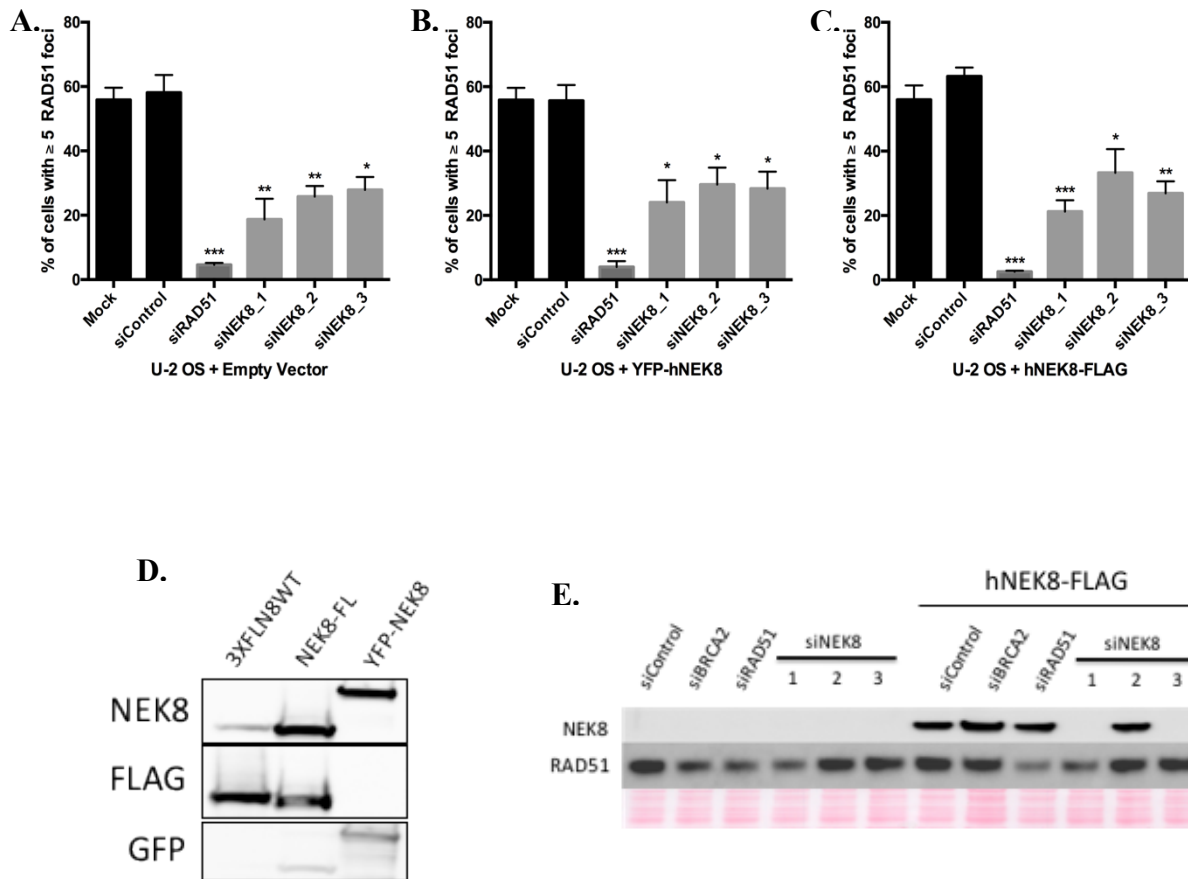 A.
% of cells with ≥ 5 RAD51 foci
80
60
40
20
0
***
**
**
*
Mock
siControl
siRAD51
siNEK8_1
siNEK8_2
siNEK8_3
U-2 OS + Empty Vector
B.
% of cells with ≥ 5 RAD51 foci
80
60
40
20
0
***
*
*
*
Mock
siControl
siRAD51
siNEK8_1
siNEK8_2
siNEK8_3
U-2 OS + YFP-hNEK8
C.
% of cells with ≥ 5 RAD51 foci
80
60
40
20
0
***
***
*
**
Mock
siControl
siRAD51
siNEK8_1
siNEK8_2
siNEK8_3
U-2 OS + hNEK8-FLAG
D.
3XFLN8WT
NEK8-FL
YFP-NEK8
NEK8
FLAG
GFP
E.
hNEK8-FLAG
siControl
siBRCA2
siRAD51
siNEK8
1 2 3
siControl
siBRCA2
siRAD51
siNEK8
1 2 3
NEK8
RAD51